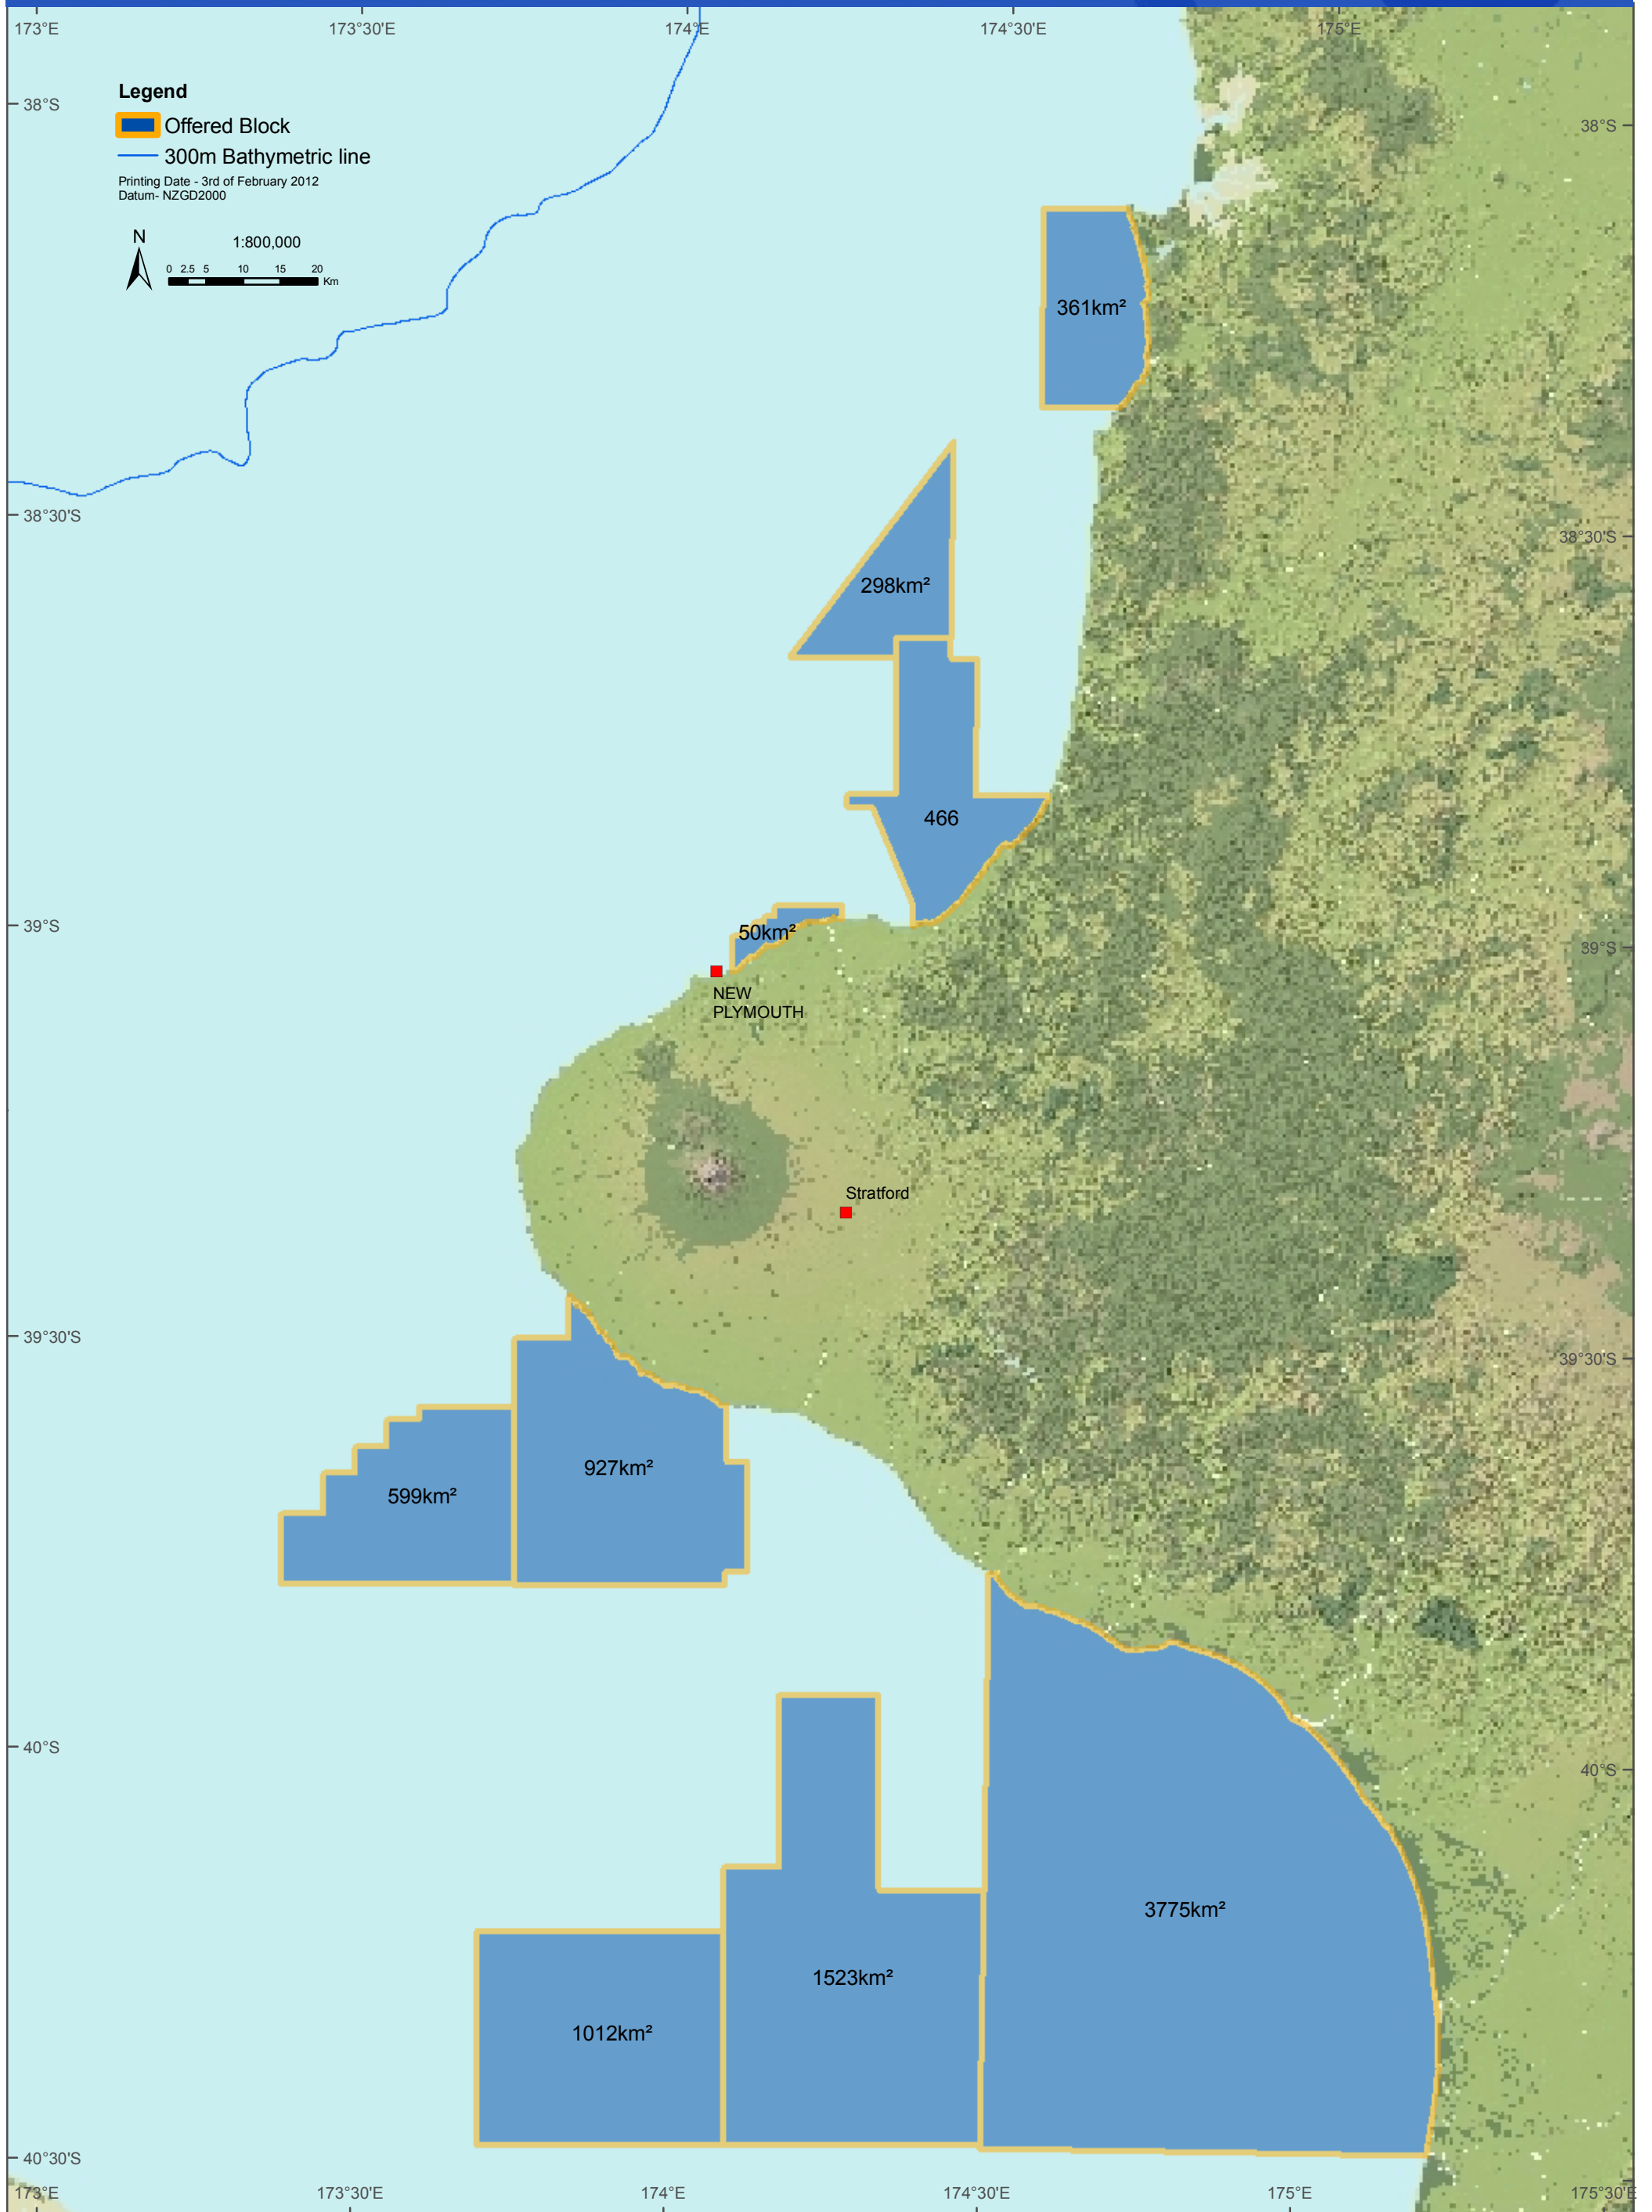 173°E
173°30'E
174°E
174°30'E
175°E
Legend
38°S
Offered Block
38°S
300m Bathymetric line
Printing Date - 3rd of February 2012
Datum- NZGD2000
N
1:800,000
0 2.5 5 10 15 20
Km
361km²
38°30'S
38°30'S
298km²
466
39°S
50km²
39°S
NEW
PLYMOUTH
Stratford
39°30'S
39°30'S
927km²
599km²
40°S
40°S
3775km²
1523km²
1012km²
40°30'S
173°E
173°30'E
174°E
174°30'E
175°E
175°30'E